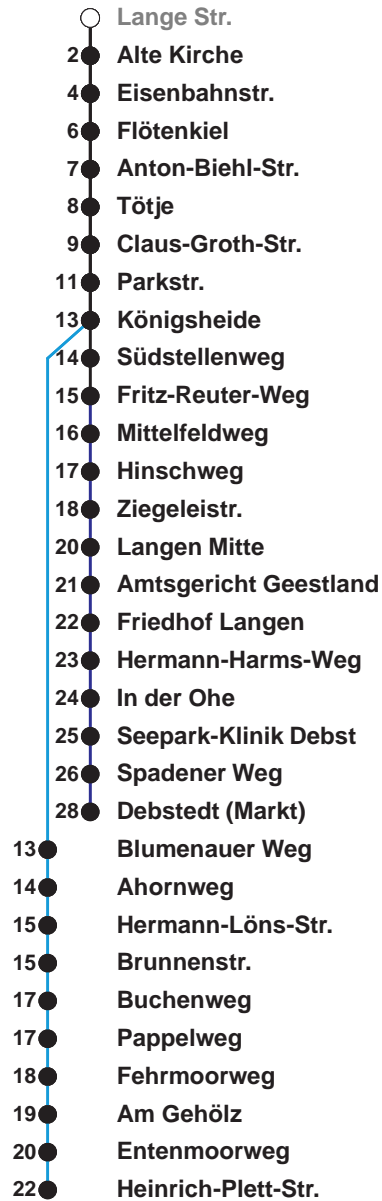 Lange Str.
2 Alte Kirche
4 Eisenbahnstr.
6 Flötenkiel
7 Anton-Biehl-Str.
8 Tötje
9 Claus-Groth-Str.
11 Parkstr.
13 Königsheide
14 Südstellenweg
15 Fritz-Reuter-Weg
16 Mittelfeldweg
17 Hinschweg
18 Ziegeleistr.
20 Langen Mitte
21 Amtsgericht Geestland
22 Friedhof Langen
23 Hermann-Harms-Weg
24 In der Ohe
25 Seepark-Klinik Debst
26 Spadener Weg
28 Debstedt (Markt)
13 Blumenauer Weg
14 Ahornweg
15 Hermann-Löns-Str.
15 Brunnenstr.
17 Buchenweg
17 Pappelweg
18 Fehrmoorweg
19 Am Gehölz
20 Entenmoorweg
22 Heinrich-Plett-Str.